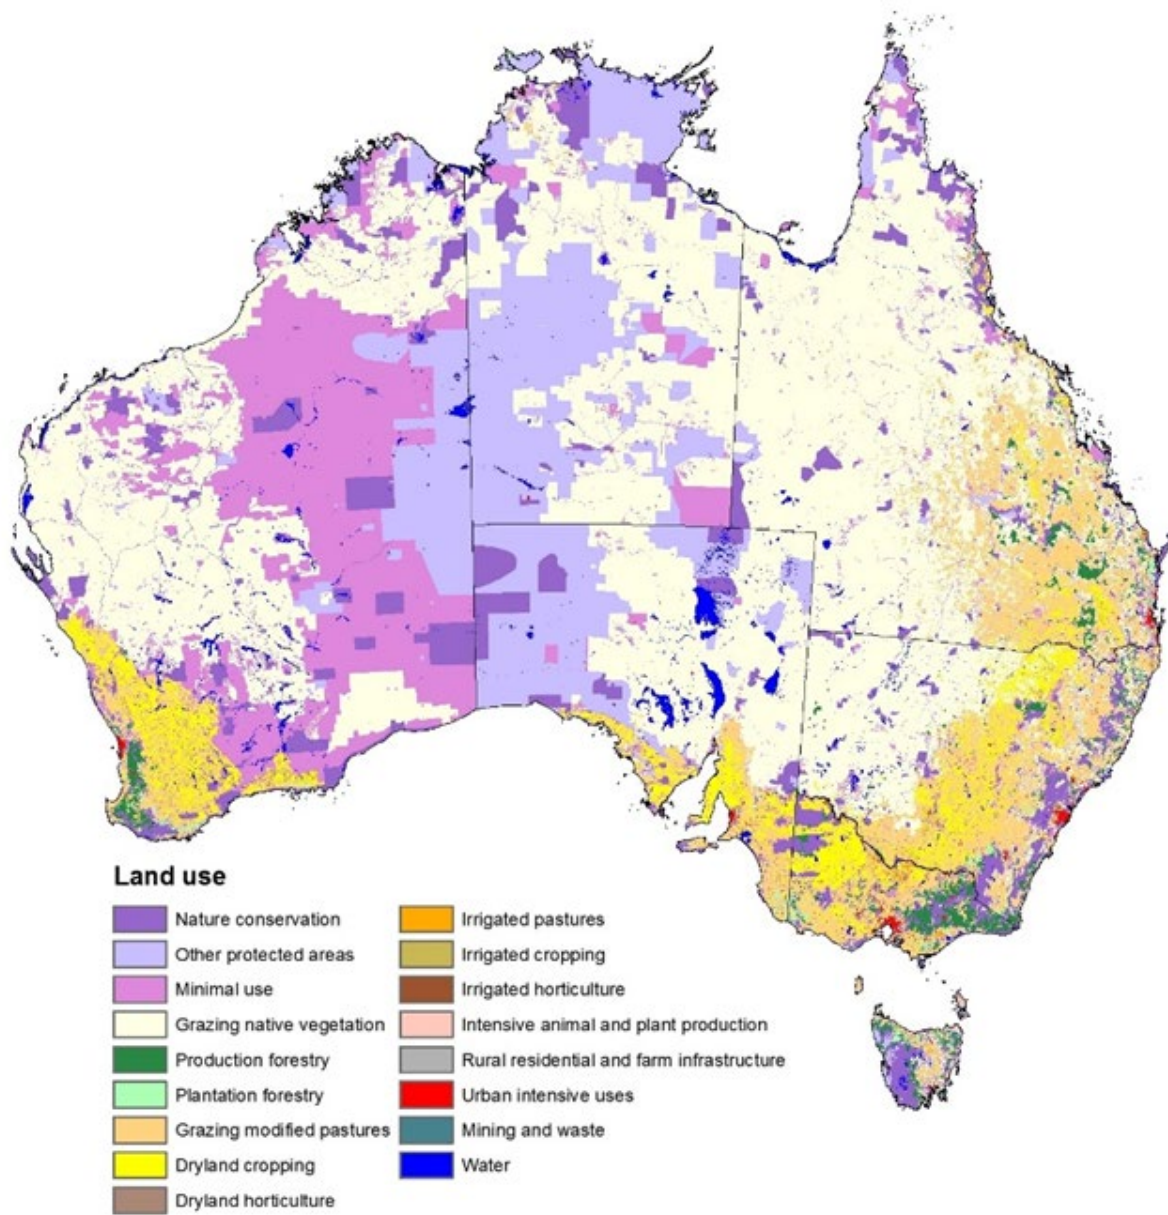 Land use
Nature conservation
Other protected areas
Minimal use
Grazing native vegetation
Production forestry
Plantation forestry
Grazing modified pastures
Dryland cropping
Dryland horticulture
Irrigated pastures
Irrigated cropping
Irrigated horticulture
Intensive animal and plant production
Rural residential and farm infrastructure
Urban intensive uses
Mining and waste
Water